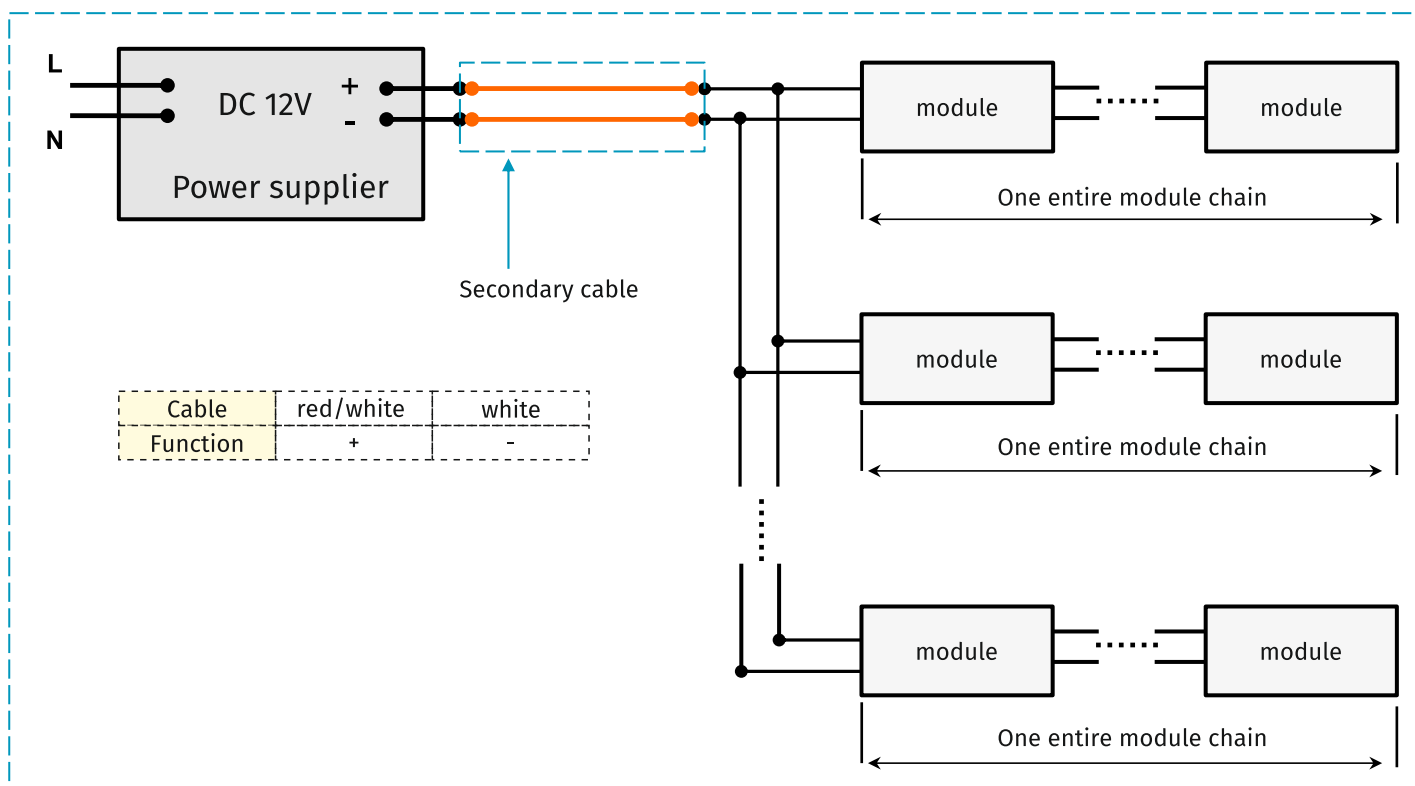 L
N
DC 12V
+
-
Power supplier
Secondary cable
module
module
One entire module chain
module
module
One entire module chain
Cable red/white white
Function + -
module
module
One entire module chain